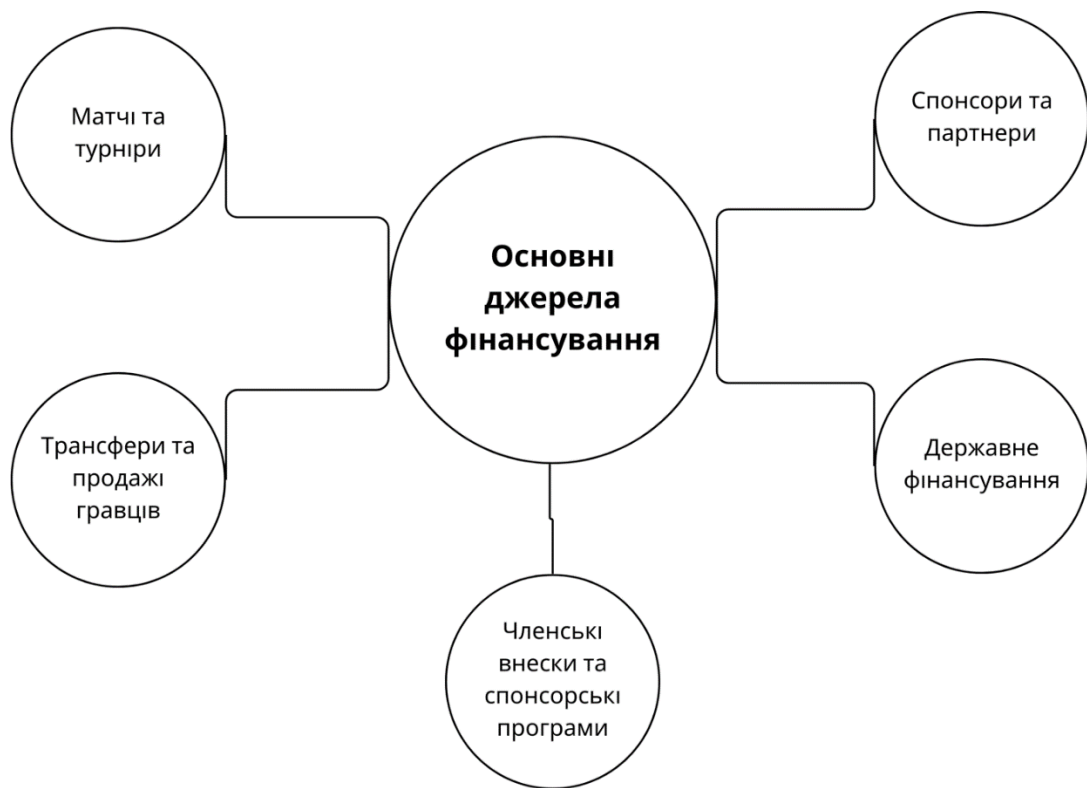 Матчі та
турніри
Спонсори та
партнери
Основні
джерела
фінансування
Трансфери та
продажі
гравців
Державне
фінансування
Членські
внески та
спонсорські
програми